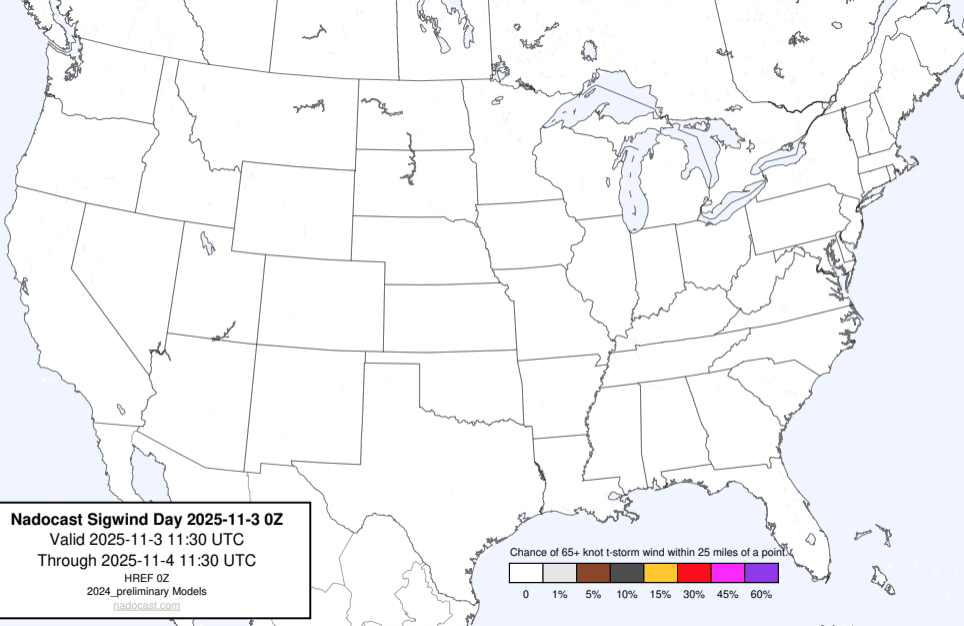 Nadocast Sigwind Day 2025-11-3 0Z
Valid 2025-11-3 11:30 UTC
Through 2025-11-4 11:30 UTC
HREF 0Z
2024_preliminary Models
nadocast.com
Chance of 65+ knot t-storm wind within 25 miles of a point.
0 1% 5% 10% 15% 30% 45% 60%